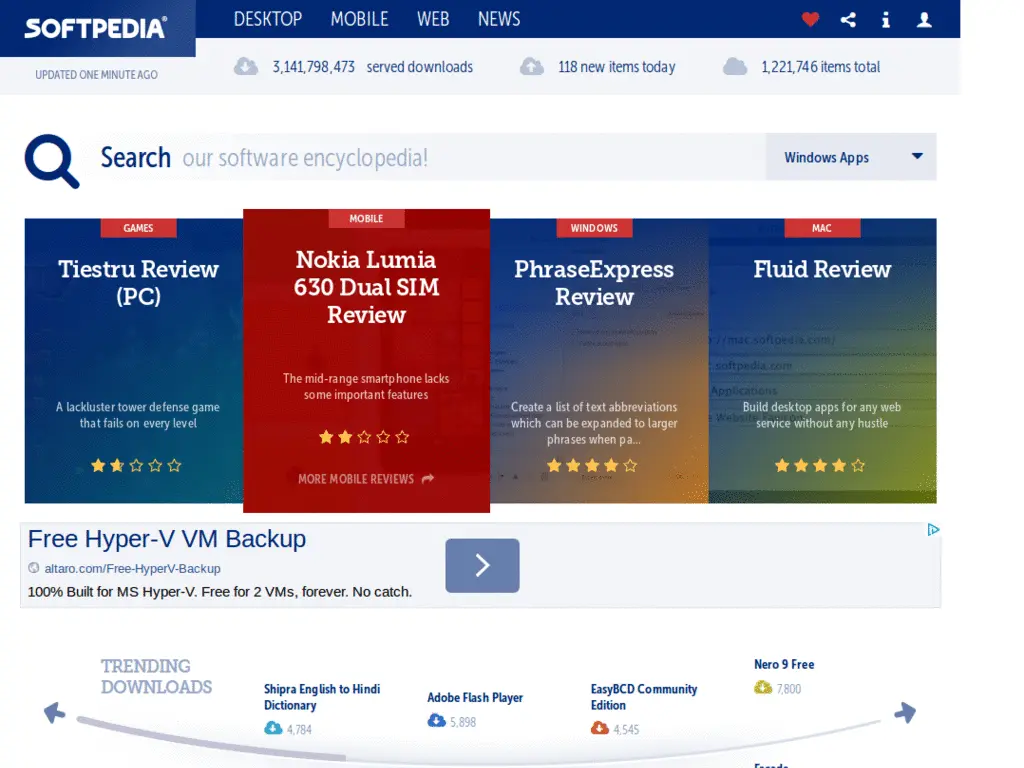 SOFTPEDIA®
DESKTOP MOBILE WEB NEWS
UPDATED ONE MINUTE AGO
3,141,798,473 served downloads
118 new items today
1,221,746 items total
Search our software encyclopedia!
Windows Apps
GAMES
Tiestru Review
(PC)
A lackluster tower defense game
that fails on every level
MOBILE
Nokia Lumia
630 Dual SIM
Review
The mid-range smartphone lacks
some important features
MORE MOBILE REVIEWS
WINDOWS
PhraseExpress
Review
Create a list of text abbreviations
which can be expanded to larger
phrases when pa...
MAC
Fluid Review
://mac.softpedia.com/)
softpedia.com
Applications
Build desktop apps for any web
service without any hustle
Free Hyper-V VM Backup
altaro.com/Free-HyperV-Backup
100% Built for MS Hyper-V. Free for 2 VMs, forever. No catch.
TRENDING
DOWNLOADS
Shipra English to Hindi
Dictionary
4,784
Adobe Flash Player
5,898
EasyBCD Community
Edition
4,545
Nero 9 Free
7,800